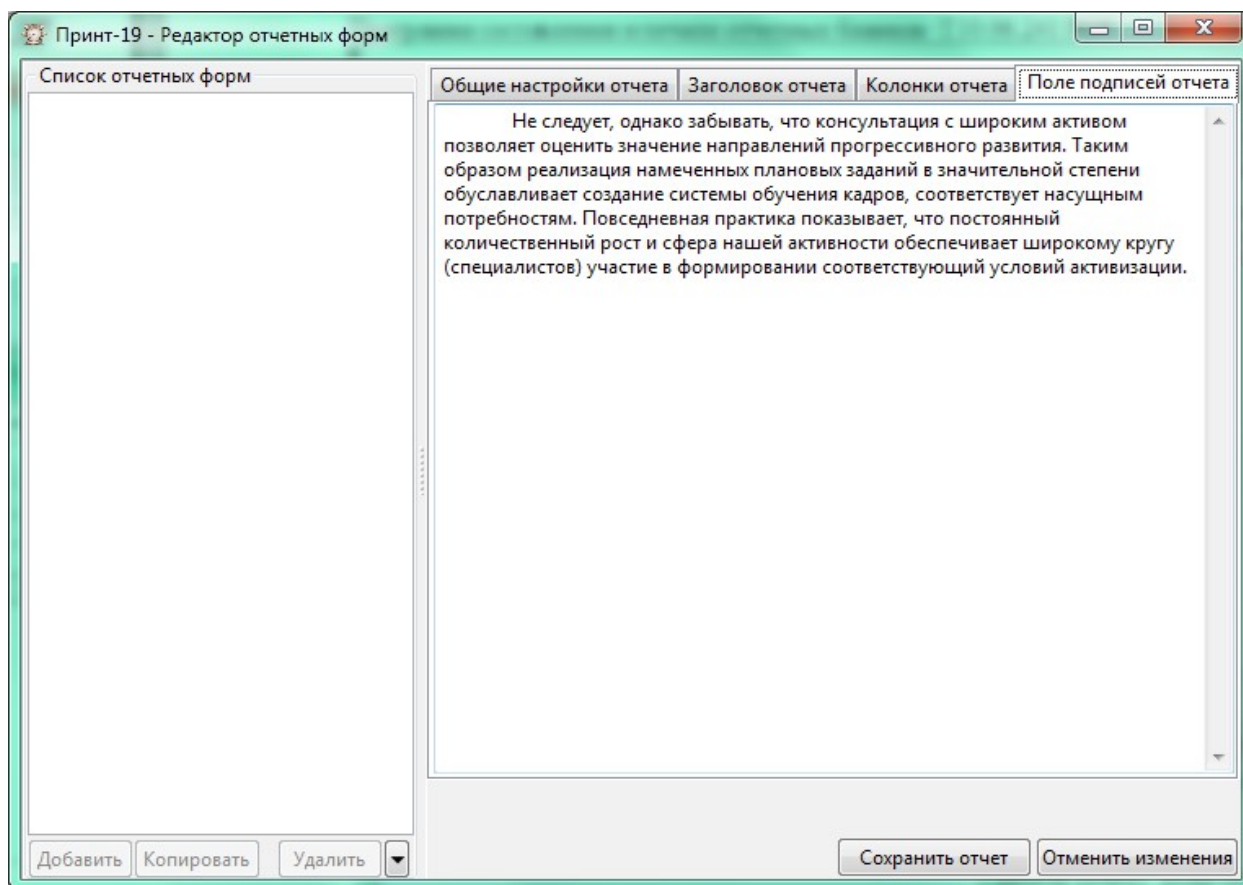 Принт-19 - Редактор отчетных форм
Список отчетных форм
Общие настройки отчета Заголовок отчета Колонки отчета Поле подписей отчета
Не следует, однако забывать, что консультация с широким активом
позволяет оценить значение направлений прогрессивного развития. Таким
образом реализация намеченных плановых заданий в значительной степени
обуславливает создание системы обучения кадров, соответствует насущным
потребностям. Повседневная практика показывает, что постоянный
количественный рост и сфера нашей активности обеспечивает широкому кругу
(специалистов) участие в формировании соответствующий условий активизации.
Добавить Копировать Удалить
Сохранить отчет Отменить изменения